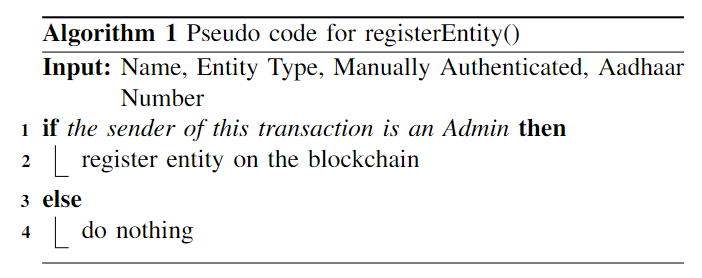 Algorithm 1 Pseudo code for registerEntity()
Input: Name, Entity Type, Manually Authenticated, Aadhaar
Number
1 if the sender of this transaction is an Admin then
2 register entity on the blockchain
3 else
4 do nothing